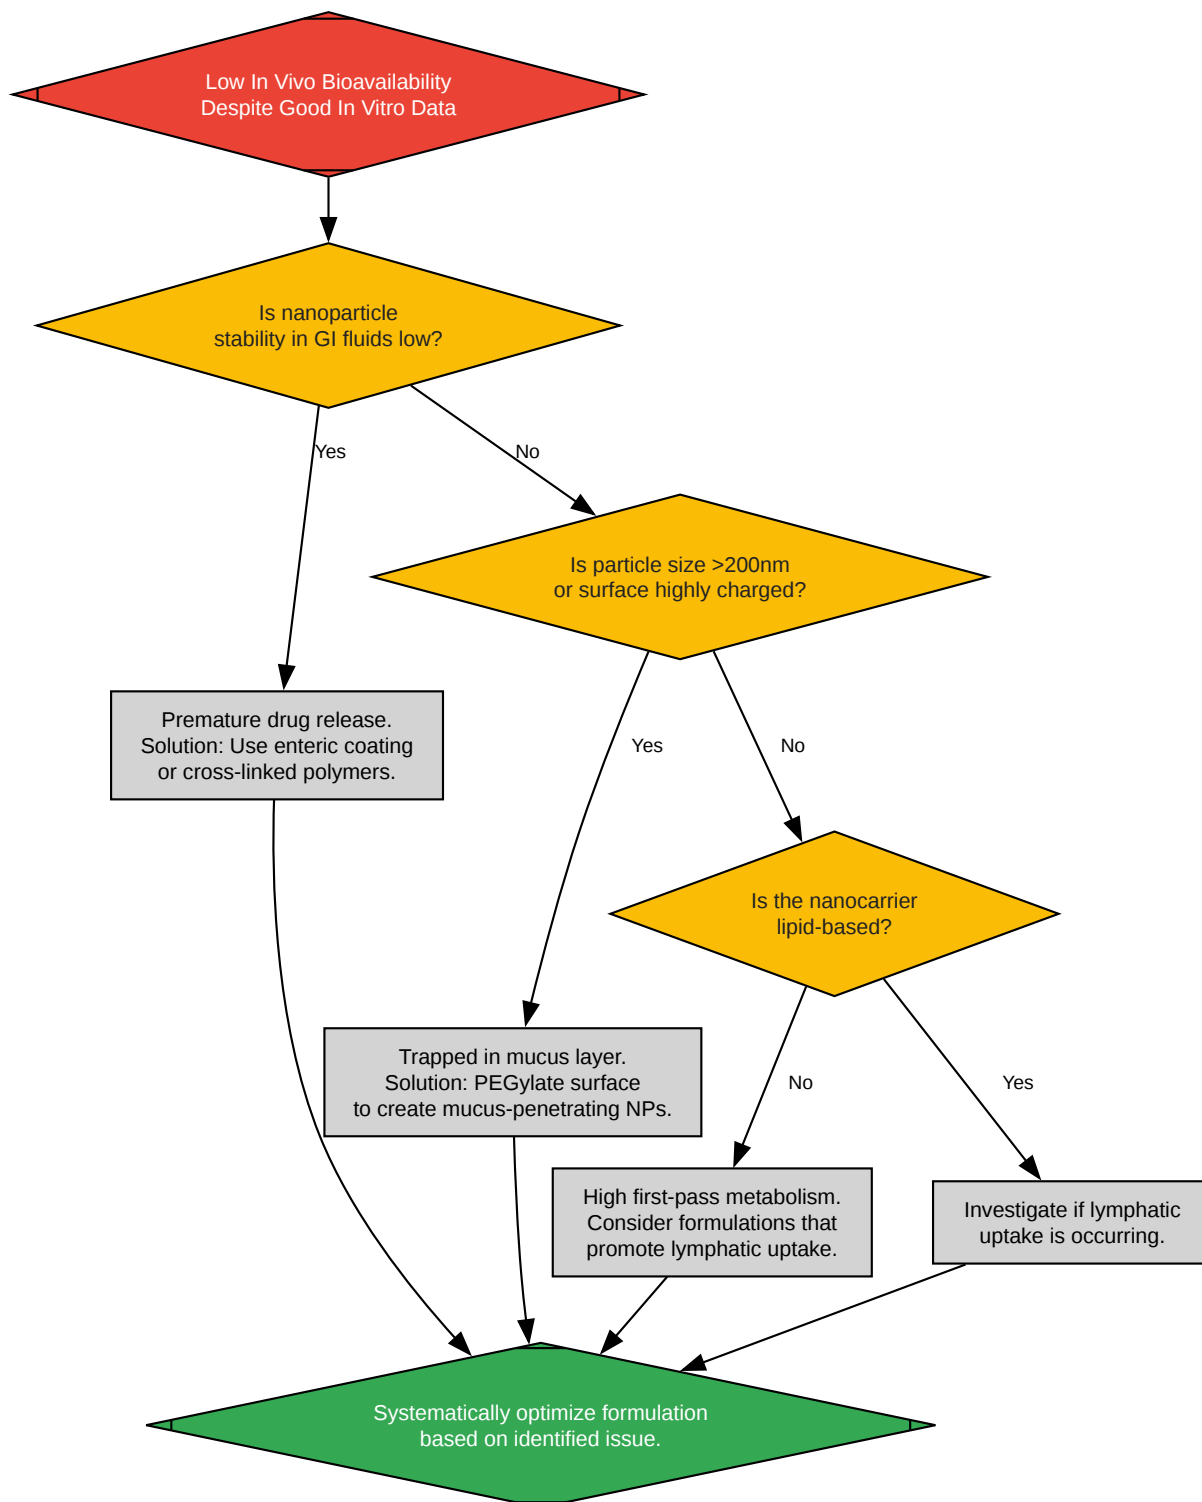 Low In Vivo Bioavailability
Despite Good In Vitro Data
Is nanoparticle
stability in GI fluids low?
Yes
No
Is particle size >200nm
or surface highly charged?
Premature drug release.
Solution: Use enteric coating
or cross-linked polymers.
Yes
No
Is the nanocarrier
lipid-based?
Trapped in mucus layer.
Solution: PEGylate surface
to create mucus-penetrating NPs.
No
Yes
High first-pass metabolism.
Consider formulations that
promote lymphatic uptake.
Investigate if lymphatic
uptake is occurring.
Systematically optimize formulation
based on identified issue.